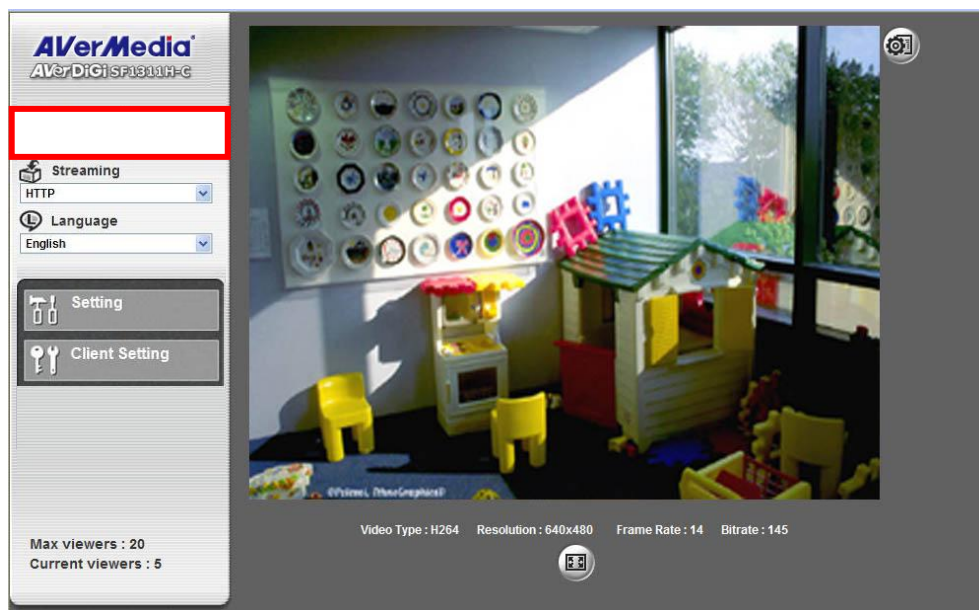 AVerMedia
AVerDiGi SF1311H-C
Streaming
HTTP
Language
English
Setting
Client Setting
Max viewers : 20
Current viewers : 5
Video Type : H264 Resolution : 640x480 Frame Rate : 14 Bitrate : 145